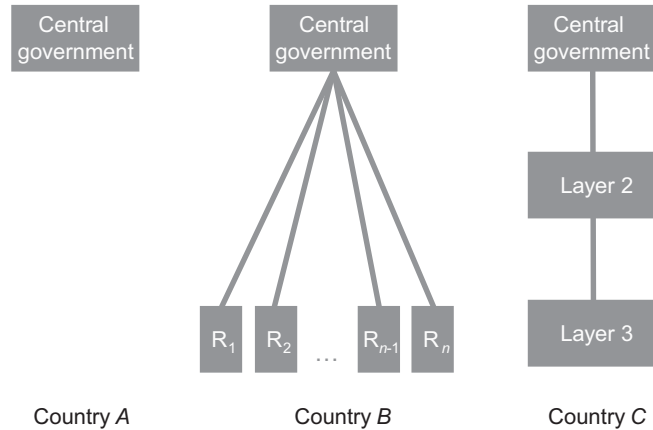 Central
government
Central
government
Central
government
Layer 2
Layer 3
R1 R2 ... Rn-1 Rn
Country A Country B Country C